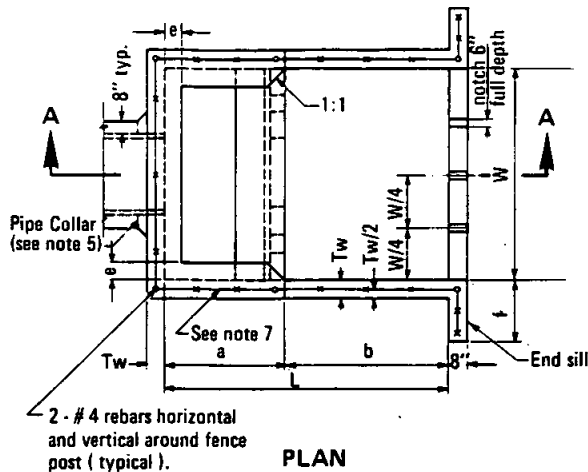 e
8" typ.
1:1
notch 6"
full depth
A
A
W
W/4
W/4
Pipe Collar
(see note 5)
e
Tw
Tw/2
t
See note 7
End sill
Tw
a
b
8"
L
2 - # 4 rebars horizontal
and vertical around fence
post ( typical ).
PLAN